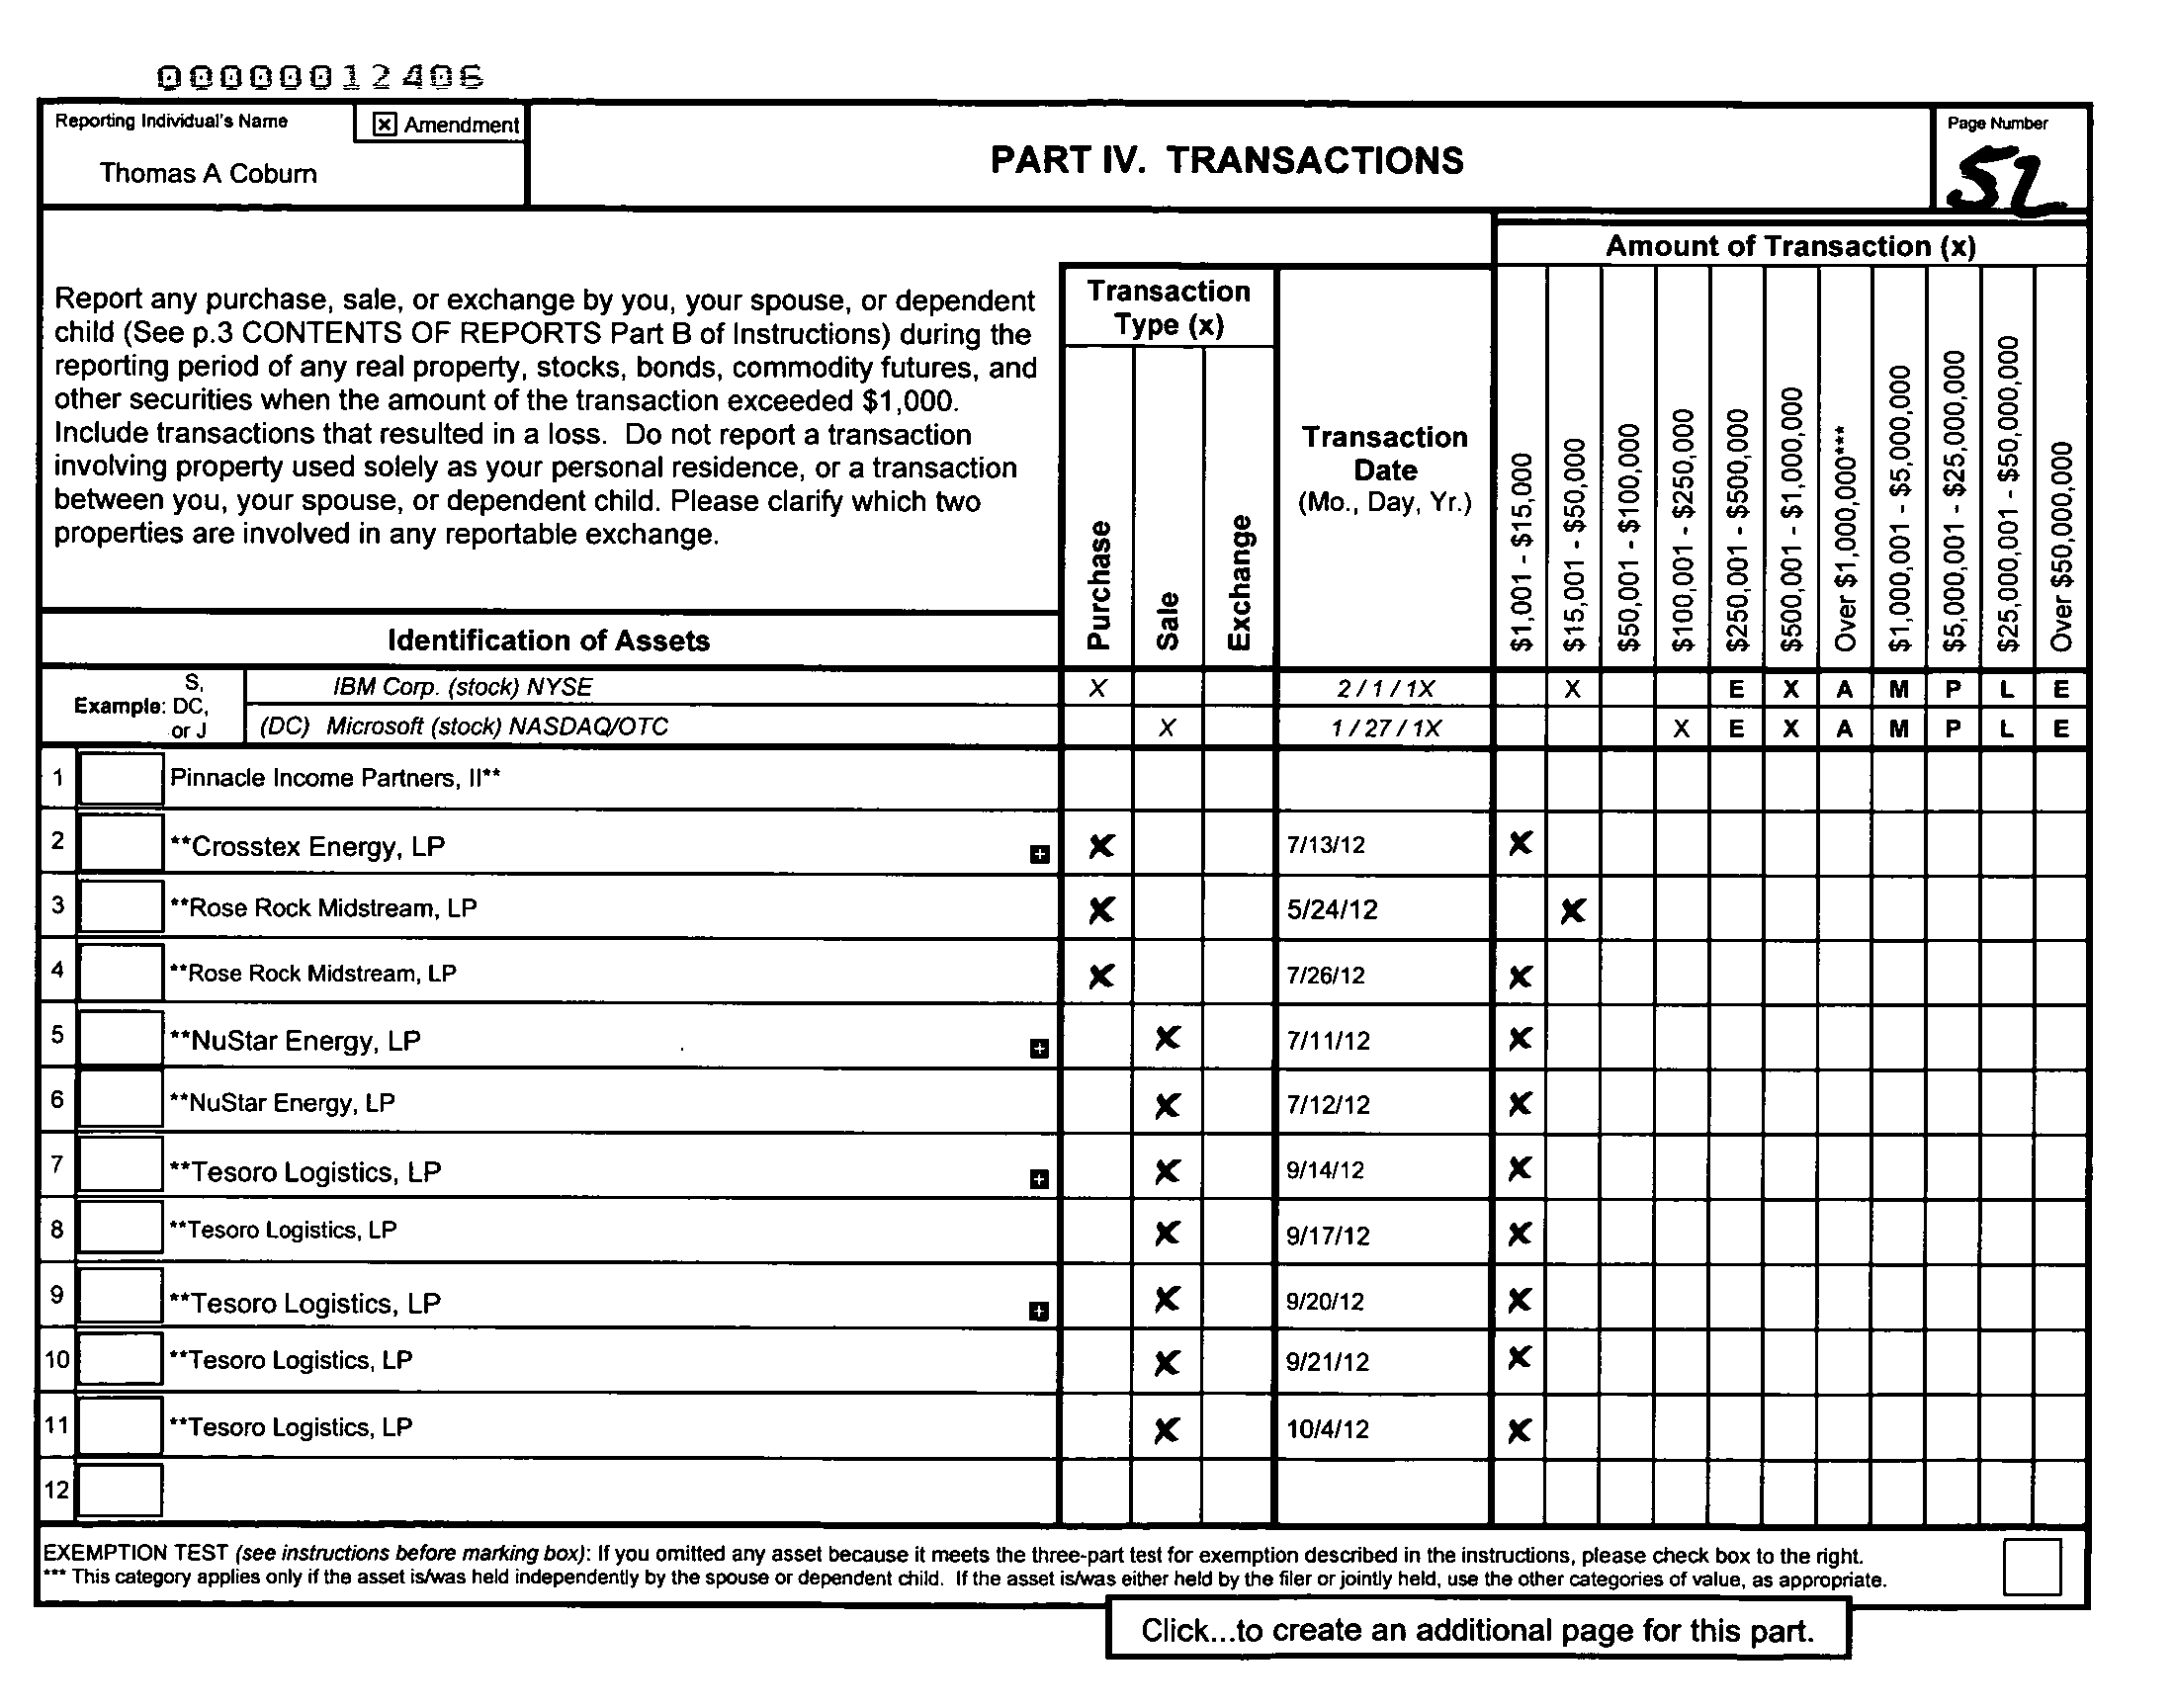 000000012406
Reporting Individual's Name
☒ Amendment
Thomas A Coburn
PART IV. TRANSACTIONS
Page Number
52
Report any purchase, sale, or exchange by you, your spouse, or dependent
child (See p.3 CONTENTS OF REPORTS Part B of Instructions) during the
reporting period of any real property, stocks, bonds, commodity futures, and
other securities when the amount of the transaction exceeded $1,000.
Include transactions that resulted in a loss. Do not report a transaction
involving property used solely as your personal residence, or a transaction
between you, your spouse, or dependent child. Please clarify which two
properties are involved in any reportable exchange.
Identification of Assets
Transaction
Type (x)
Purchase
Sale
Exchange
Transaction
Date
(Mo., Day, Yr.)
Amount of Transaction (x)
$1,001 - $15,000
$15,001 - $50,000
$50,001 - $100,000
$100,001 - $250,000
$250,001 - $500,000
$500,001 - $1,000,000
Over $1,000,000***
$1,000,001 - $5,000,000
$5,000,001 - $25,000,000
$25,000,001 - $50,000,000
Over $50,000,000
Example: S,
DC,
or J
IBM Corp. (stock) NYSE X 2 / 1 / 1X X E X A M P L E
(DC) Microsoft (stock) NASDAQ/OTC X 1 / 27 / 1X X E X A M P L E
1 Pinnacle Income Partners, II**
2 **Crosstex Energy, LP + X 7/13/12 X
3 **Rose Rock Midstream, LP X 5/24/12 X
4 **Rose Rock Midstream, LP X 7/26/12 X
5 **NuStar Energy, LP + X 7/11/12 X
6 **NuStar Energy, LP X 7/12/12 X
7 **Tesoro Logistics, LP + X 9/14/12 X
8 **Tesoro Logistics, LP X 9/17/12 X
9 **Tesoro Logistics, LP + X 9/20/12 X
10 **Tesoro Logistics, LP X 9/21/12 X
11 **Tesoro Logistics, LP X 10/4/12 X
12
EXEMPTION TEST (see instructions before marking box): If you omitted any asset because it meets the three-part test for exemption described in the instructions, please check box to the right.
*** This category applies only if the asset is/was held independently by the spouse or dependent child. If the asset is/was either held by the filer or jointly held, use the other categories of value, as appropriate.
Click...to create an additional page for this part.